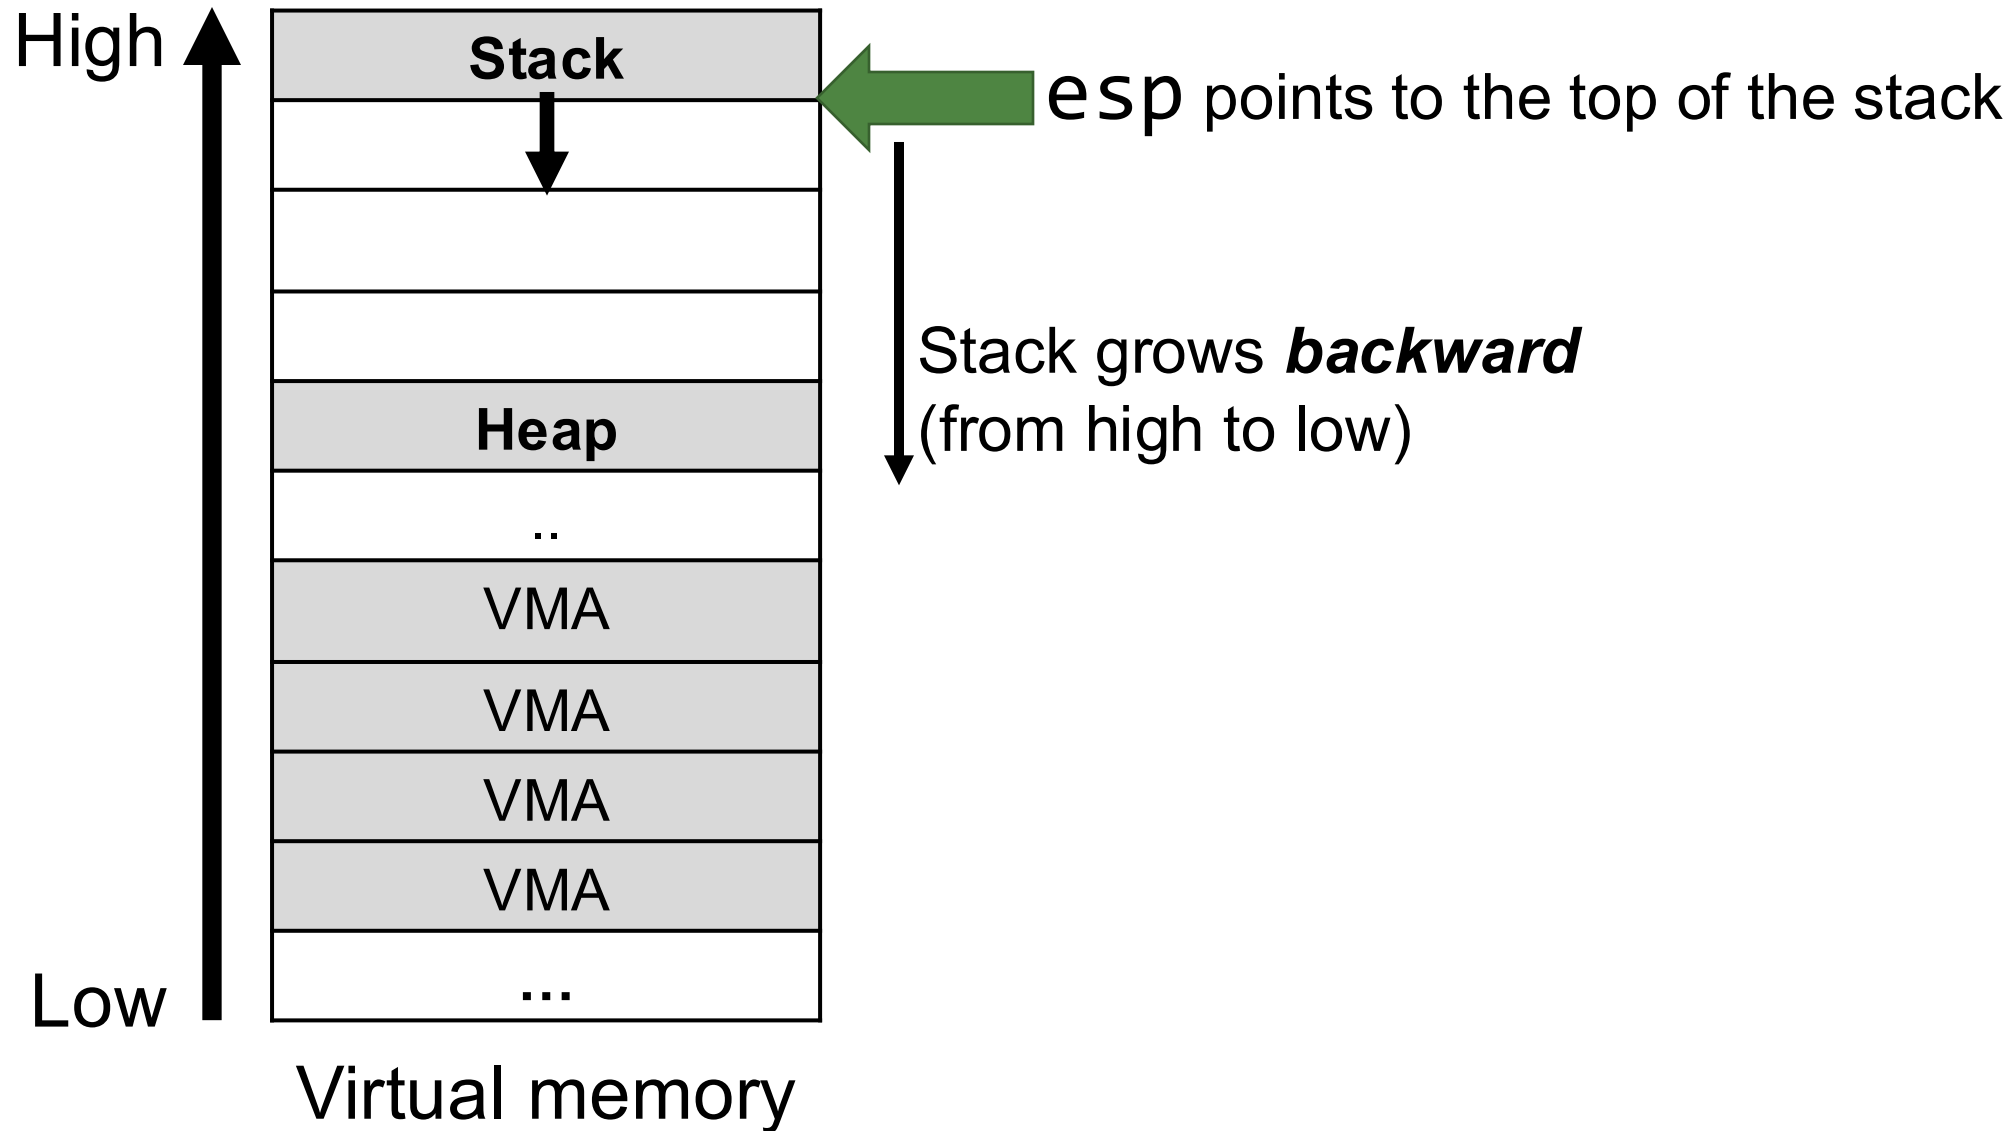 High
Stack
esp points to the top of the stack
Stack grows backward
(from high to low)
Heap
..
VMA
VMA
VMA
VMA
...
Low
Virtual memory